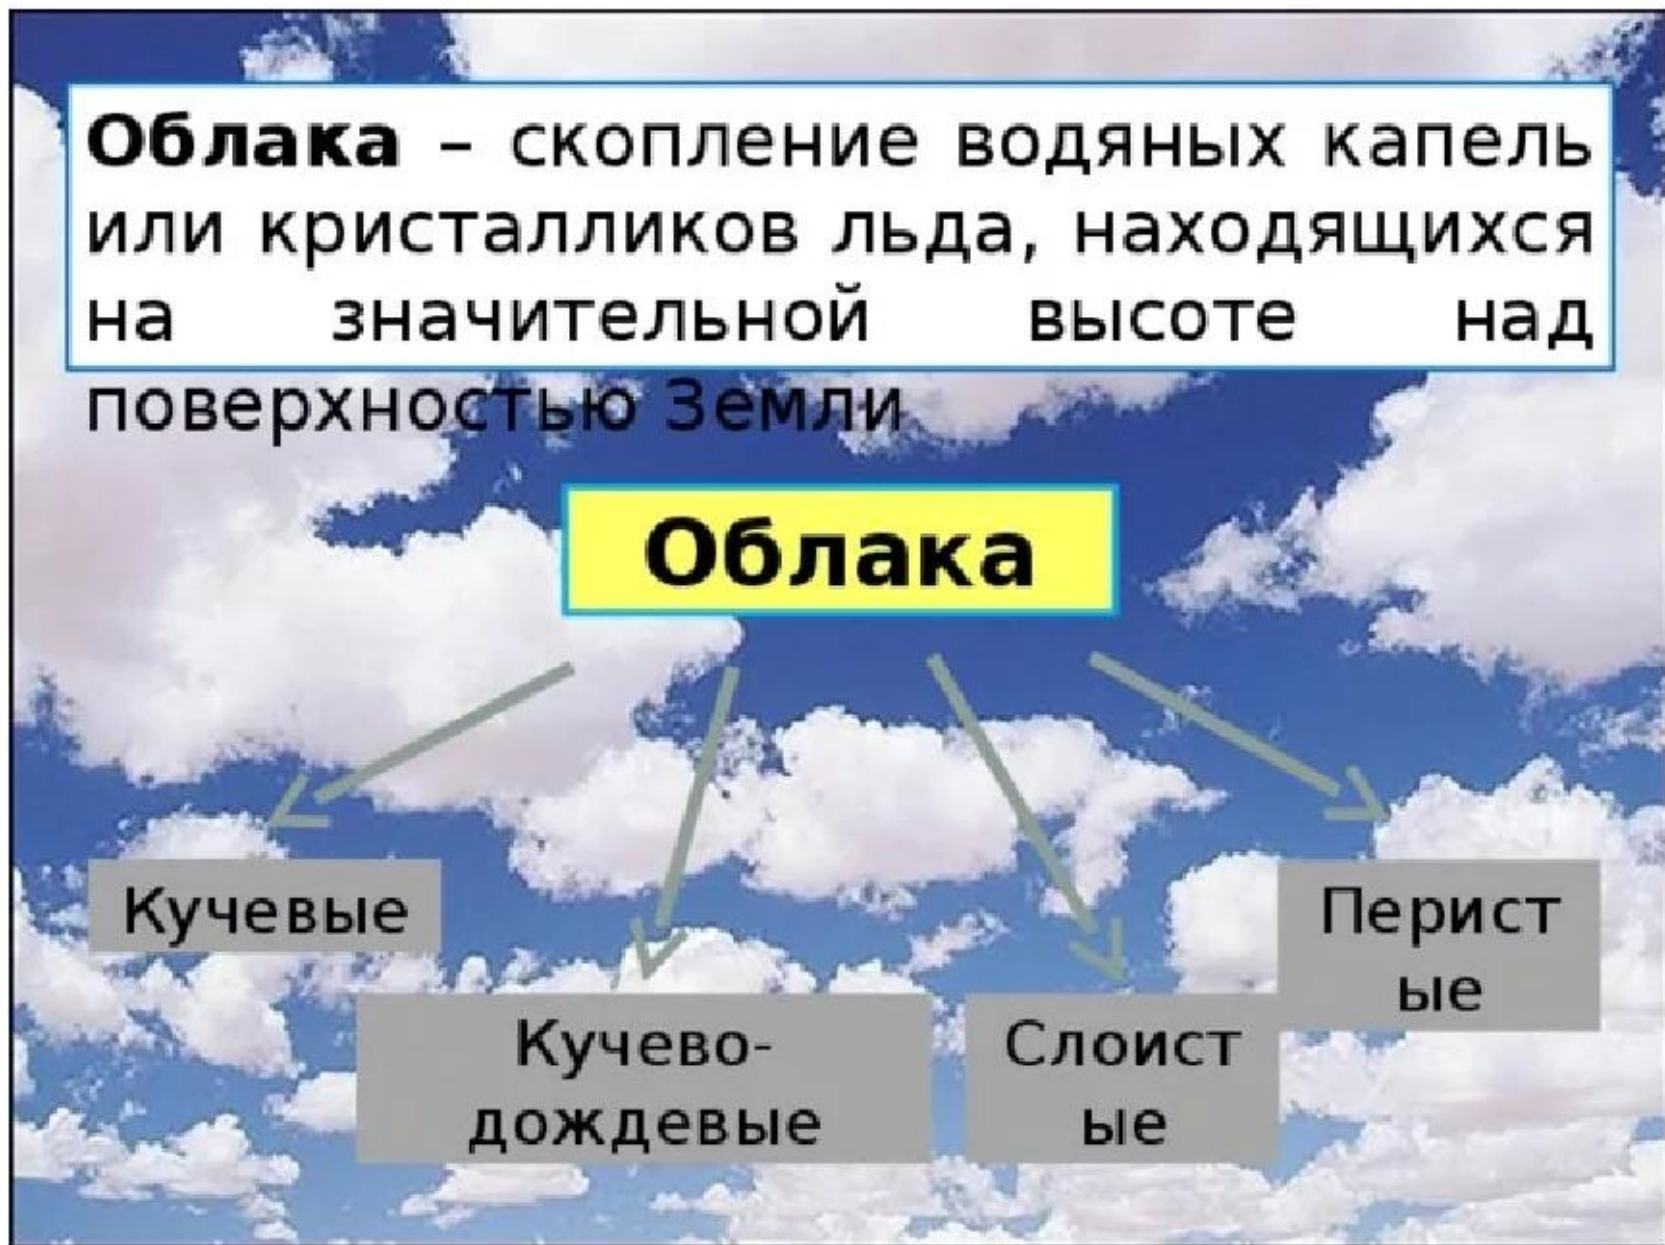 Облака – скопление водяных капель
или кристалликов льда, находящихся
на значительной высоте над
поверхностью Земли
Облака
Кучевые
Кучево-
дождевые
Слоист
ые
Перист
ые